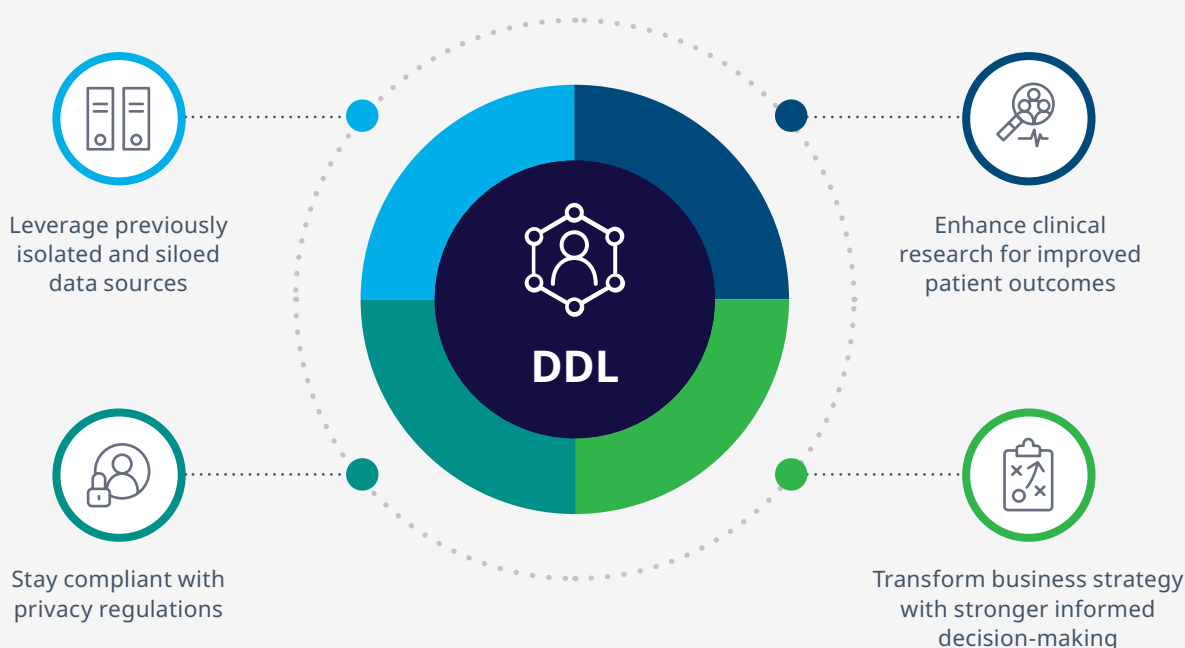 Leverage previously
isolated and siloed
data sources
Enhance clinical
research for improved
patient outcomes
DDL
Stay compliant with
privacy regulations
Transform business strategy
with stronger informed
decision-making